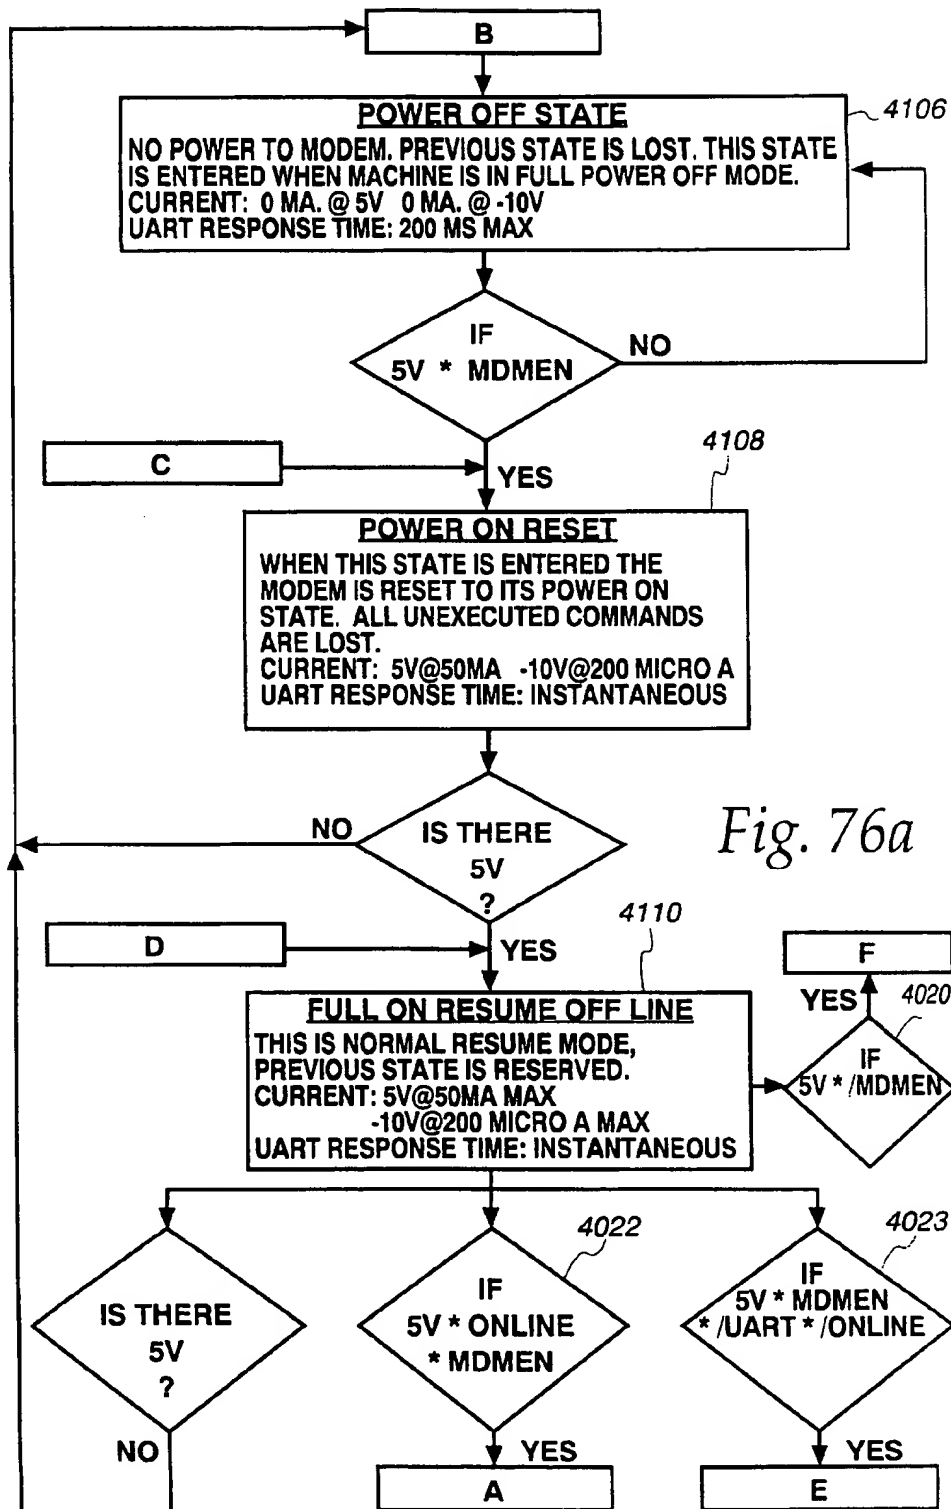 B
POWER OFF STATE
4106
NO POWER TO MODEM. PREVIOUS STATE IS LOST. THIS STATE
IS ENTERED WHEN MACHINE IS IN FULL POWER OFF MODE.
CURRENT: 0 MA. @ 5V 0 MA. @ -10V
UART RESPONSE TIME: 200 MS MAX
IF
5V * MDMEN
NO
C
YES
4108
POWER ON RESET
WHEN THIS STATE IS ENTERED THE
MODEM IS RESET TO ITS POWER ON
STATE. ALL UNEXECUTED COMMANDS
ARE LOST.
CURRENT: 5V@50MA -10V@200 MICRO A
UART RESPONSE TIME: INSTANTANEOUS
NO
IS THERE
5V
?
Fig. 76a
D
YES
4110
F
FULL ON RESUME OFF LINE
THIS IS NORMAL RESUME MODE,
PREVIOUS STATE IS RESERVED.
CURRENT: 5V@50MA MAX
-10V@200 MICRO A MAX
UART RESPONSE TIME: INSTANTANEOUS
YES
4020
IF
5V * /MDMEN
IS THERE
5V
?
NO
4022
IF
5V * ONLINE
* MDMEN
YES
A
4023
IF
5V * MDMEN
* /UART * /ONLINE
YES
E